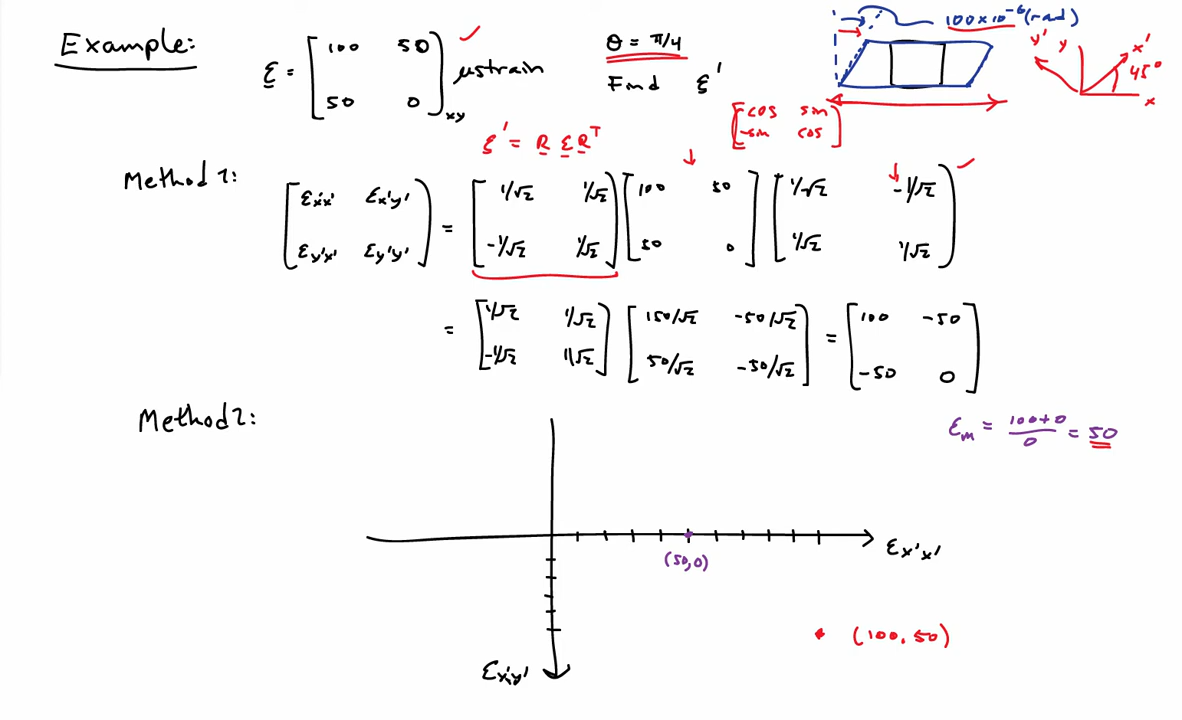 Example: ε = [100 50; 50 0]xy μstrain ✓ θ = π/4 100×10⁻⁶(rad)
Find ε'
y' y x' 45° x
[cos sin; -sin cos]
ε' = R ε Rᵀ
Method 1: [εx'x' εx'y'; εy'x' εy'y'] = [1/√2 1/√2; -1/√2 1/√2] [100 50; 50 0] [1/√2 -1/√2; 1/√2 1/√2] ✓
= [1/√2 1/√2; -1/√2 1/√2] [150/√2 -50/√2; 50/√2 -50/√2] = [100 -50; -50 0]
Method 2:
εm = (100+0)/0 = 50
εx'x'
(50,0)
(100, 50)
εx'y'